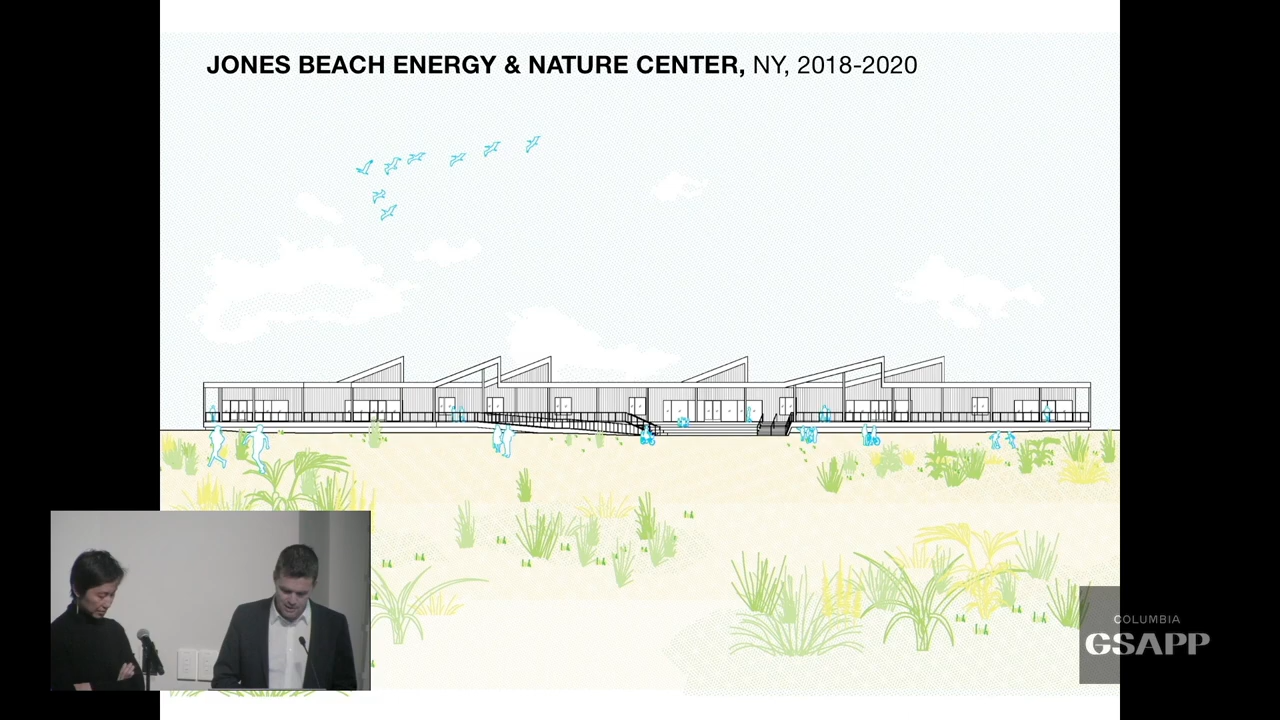 JONES BEACH ENERGY & NATURE CENTER, NY, 2018-2020
COLUMBIA
GSAPP